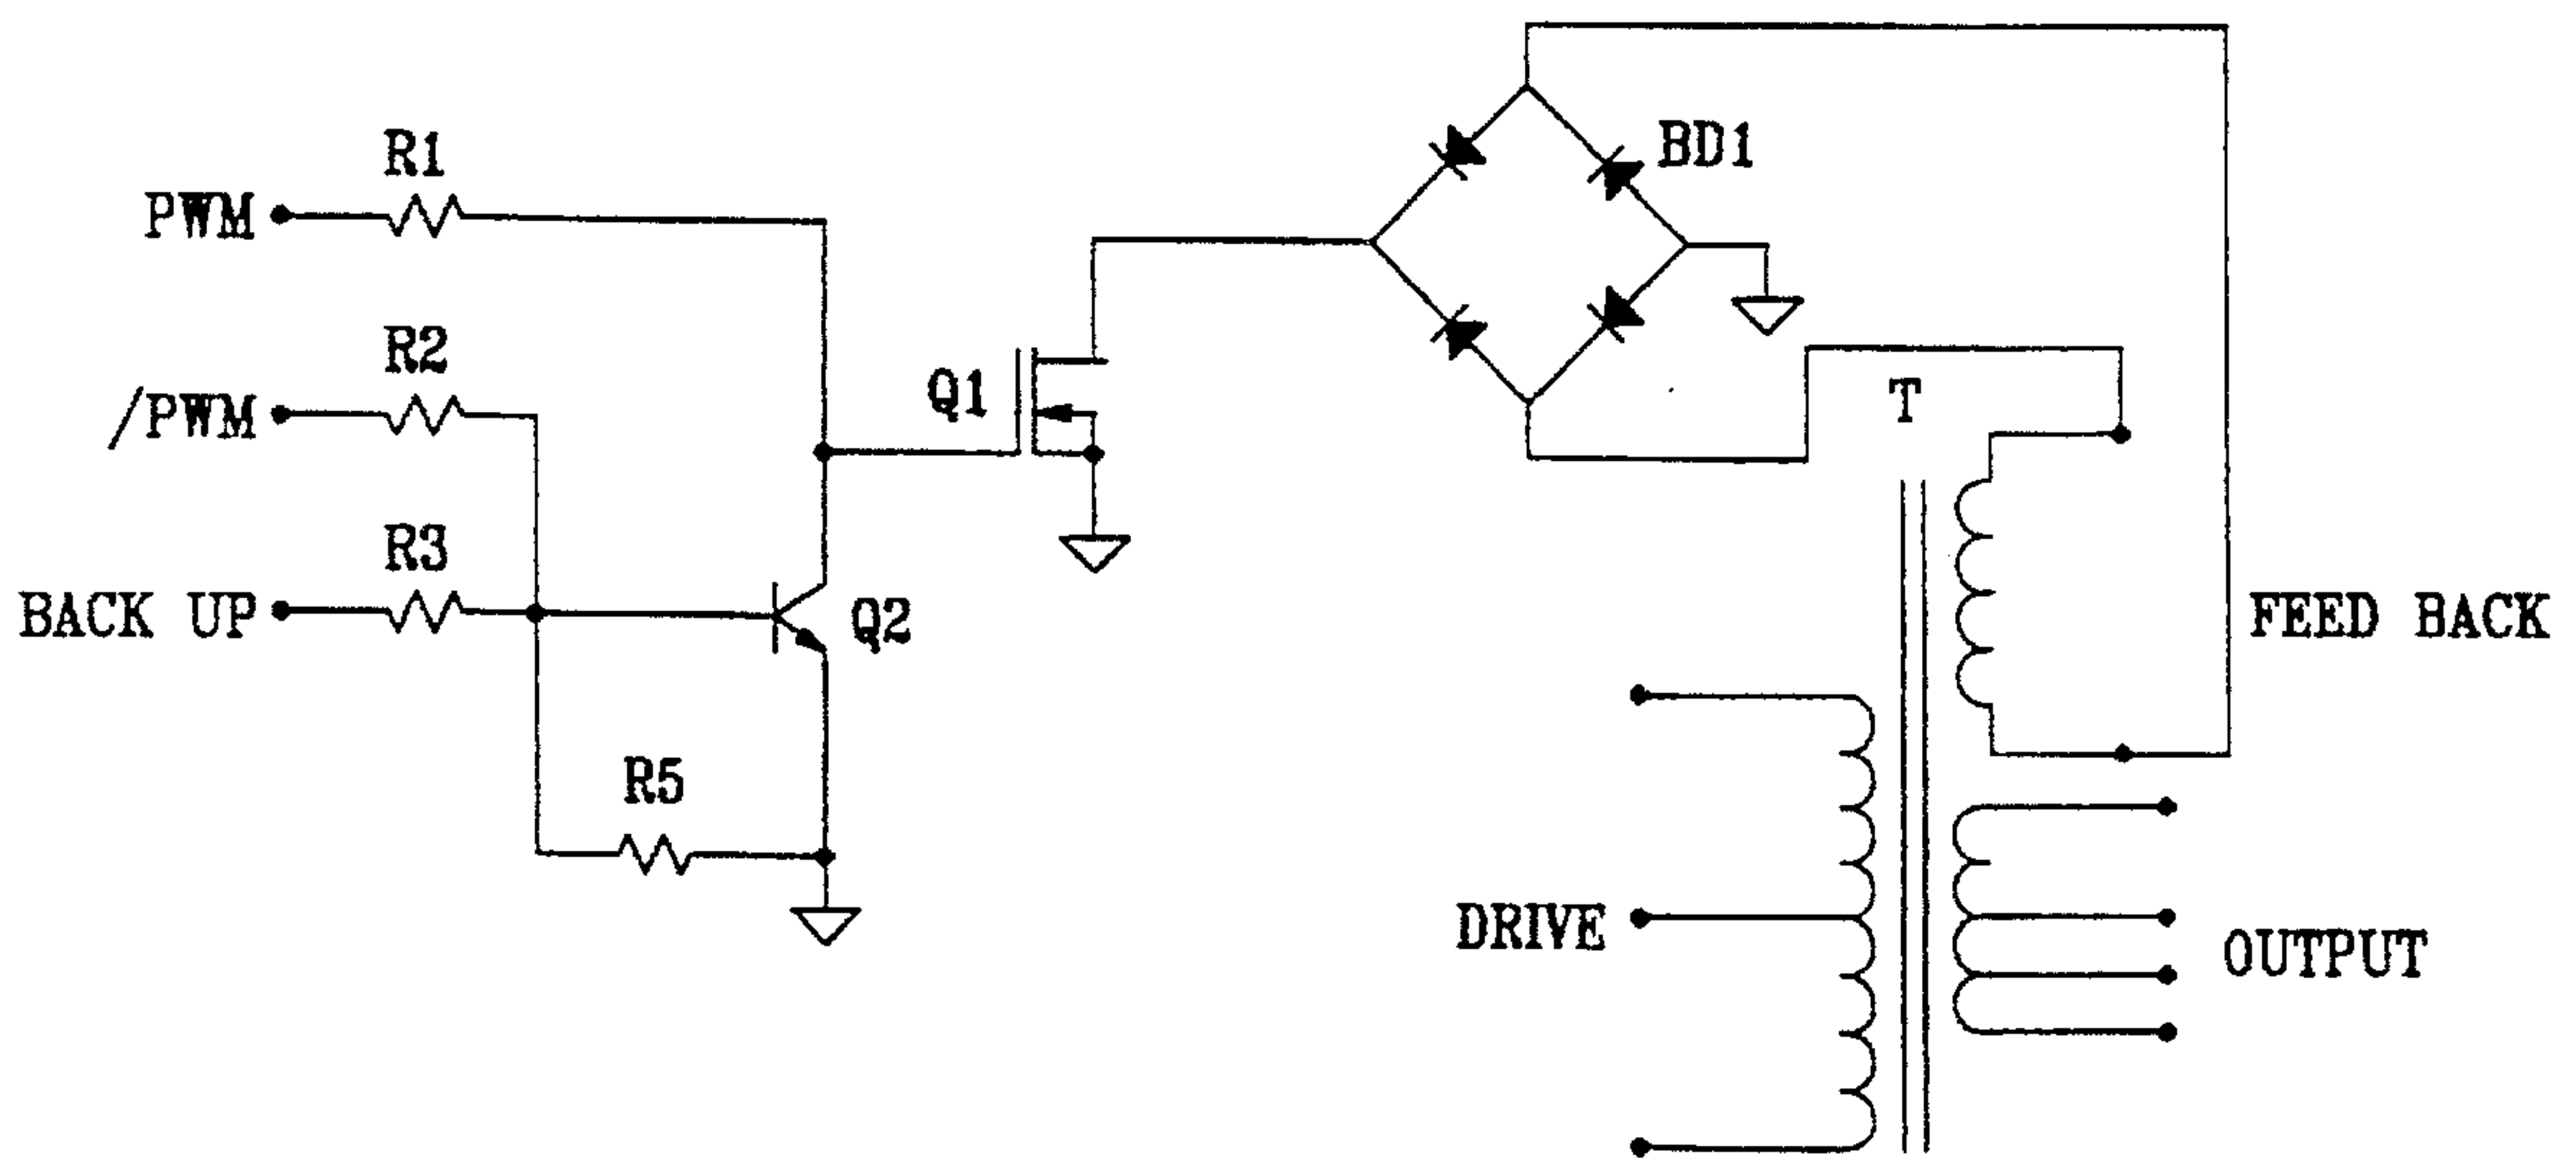 R1
BD1
PWM
R2
Q1
T
/PWM
R3
BACK UP
Q2
FEED BACK
R5
DRIVE
OUTPUT